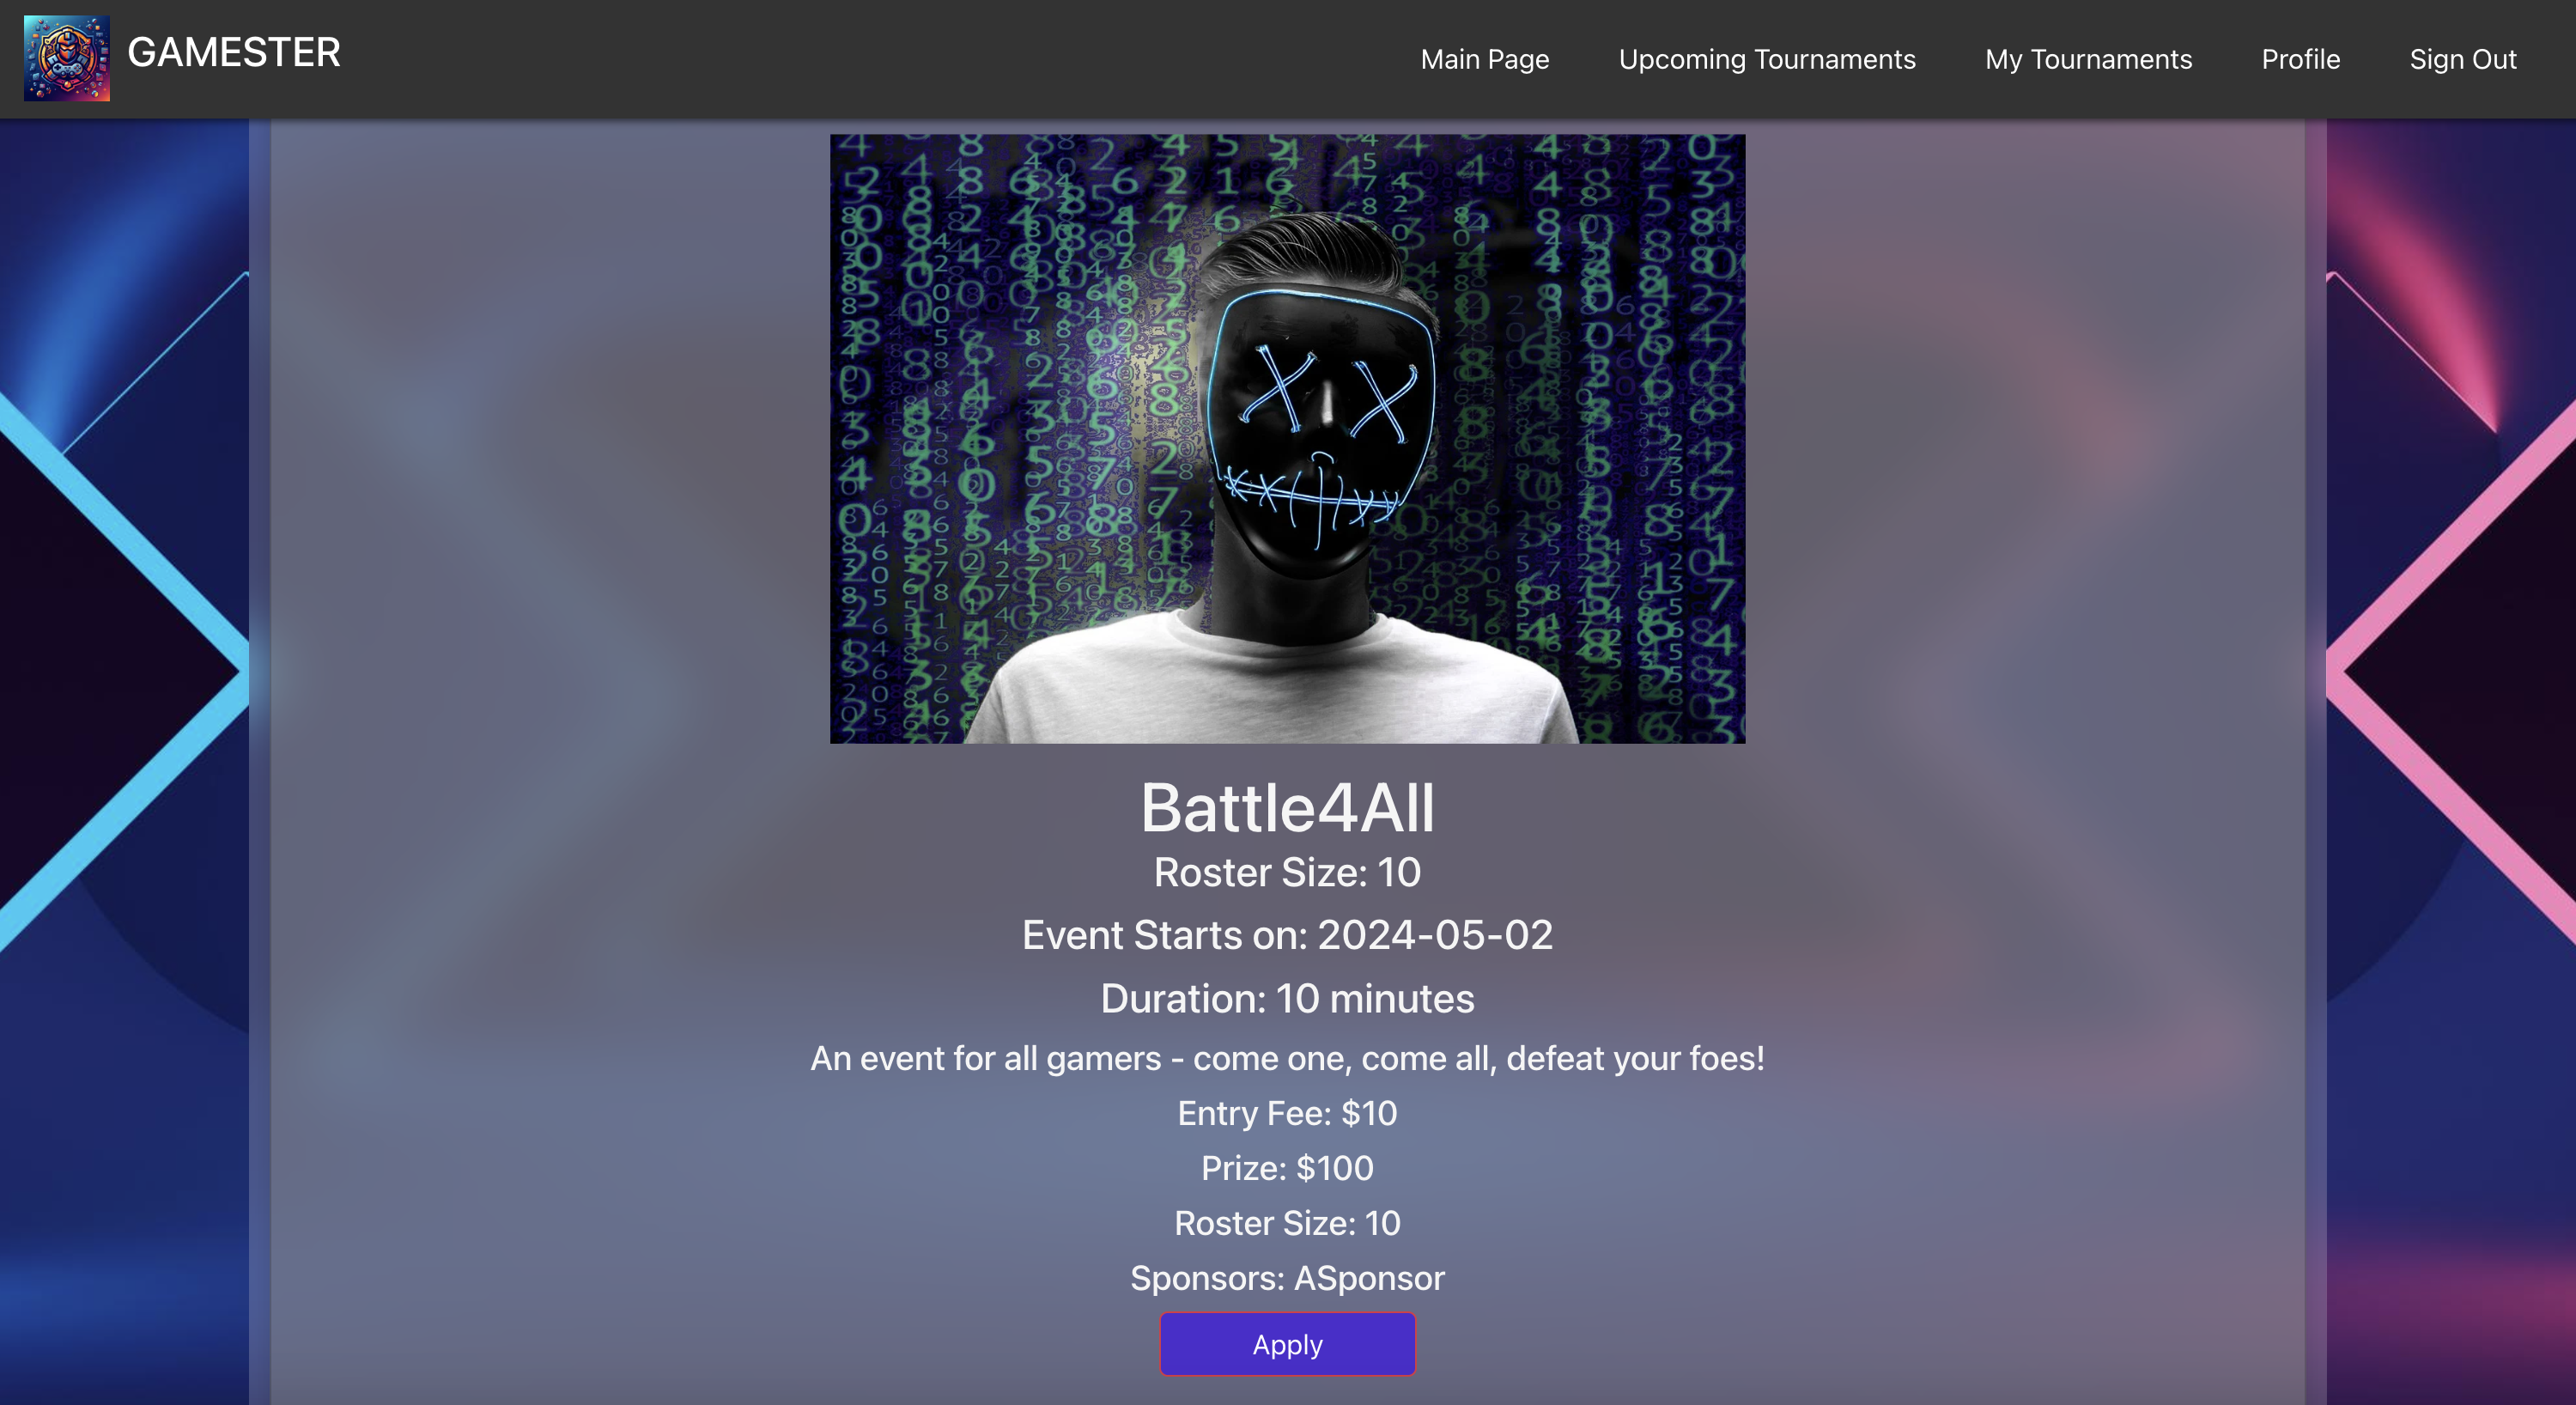 GAMESTER
Main Page
Upcoming Tournaments
My Tournaments
Profile
Sign Out
Battle4All
Roster Size: 10
Event Starts on: 2024-05-02
Duration: 10 minutes
An event for all gamers - come one, come all, defeat your foes!
Entry Fee: $10
Prize: $100
Roster Size: 10
Sponsors: ASponsor
Apply